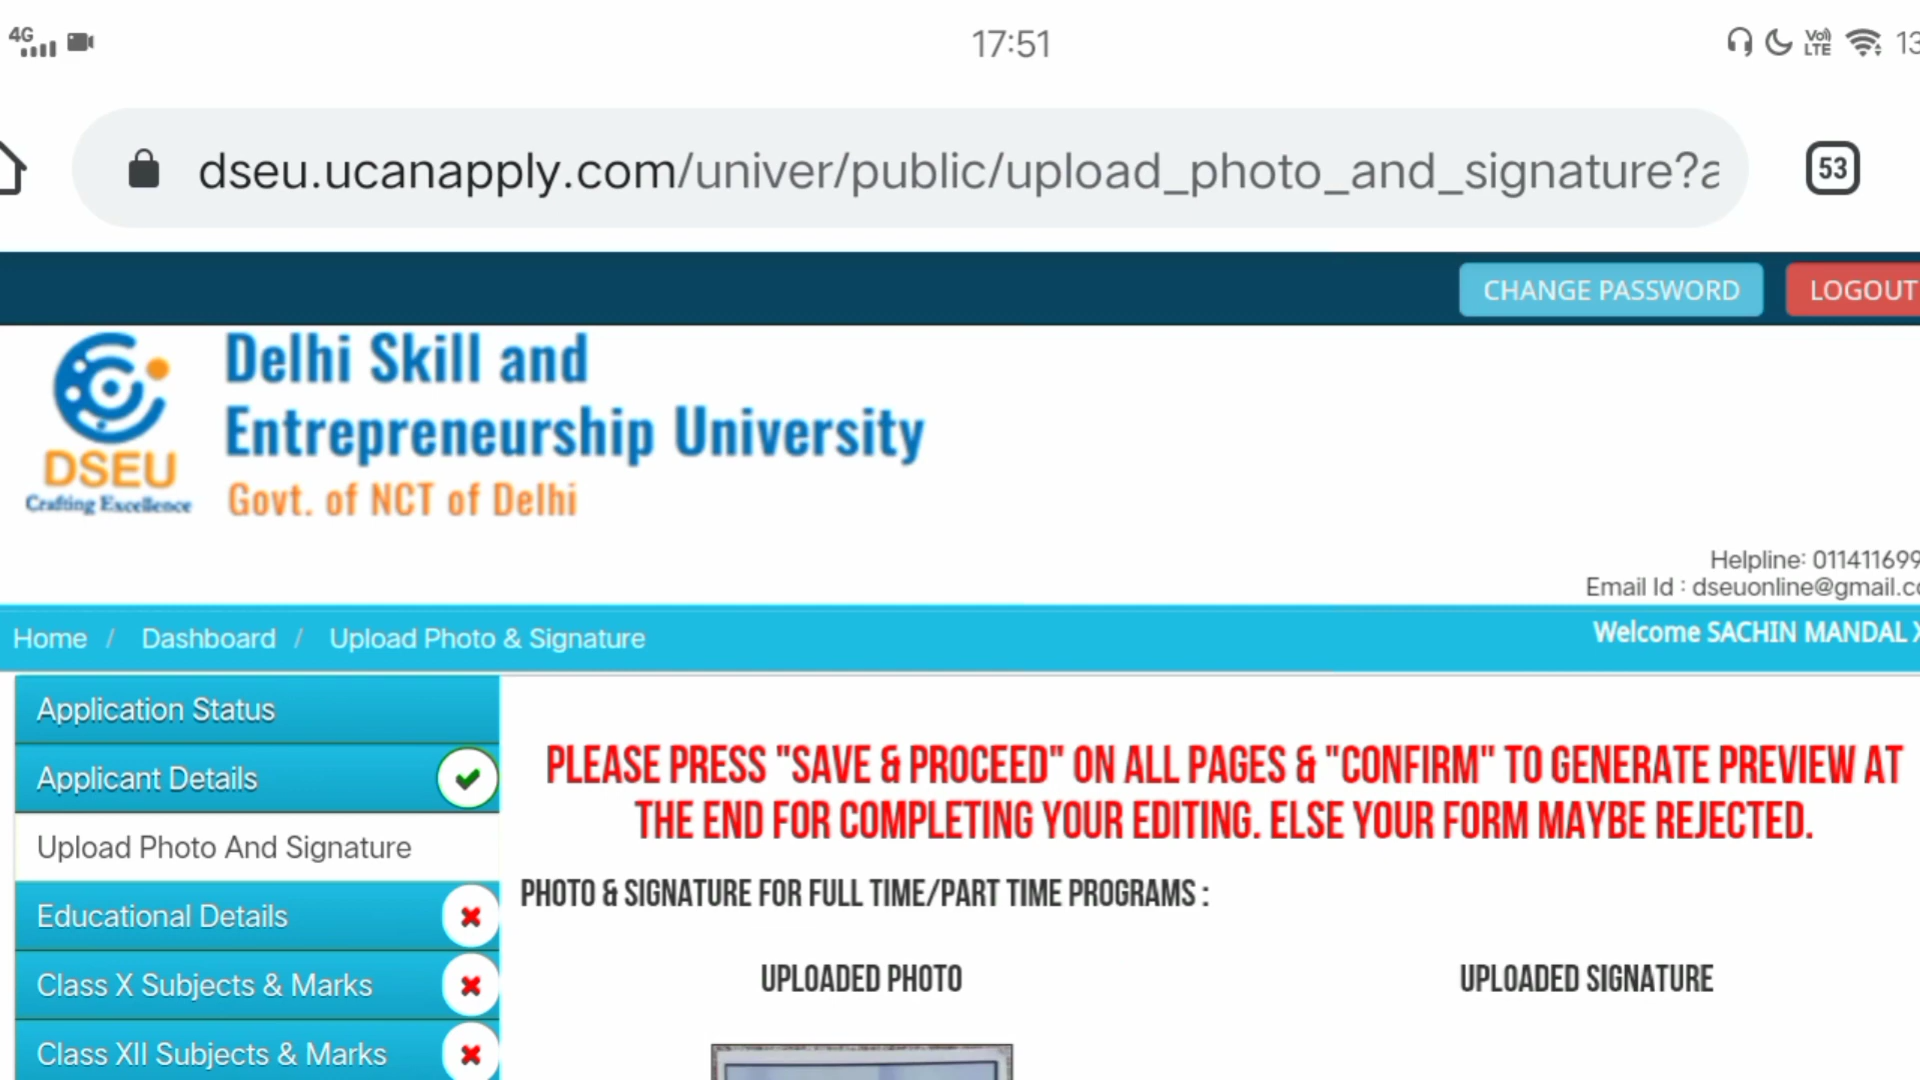 4G
17:51
Vo)) LTE
dseu.ucanapply.com/univer/public/upload_photo_and_signature?a
53
CHANGE PASSWORD
LOGOUT
Delhi Skill and
Entrepreneurship University
Govt. of NCT of Delhi
DSEU
Crafting Excellence
Helpline: 011411699
Email Id : dseuonline@gmail.co
Home / Dashboard / Upload Photo & Signature
Welcome SACHIN MANDAL
Application Status
Applicant Details
Upload Photo And Signature
Educational Details
Class X Subjects & Marks
Class XII Subjects & Marks
PLEASE PRESS "SAVE & PROCEED" ON ALL PAGES & "CONFIRM" TO GENERATE PREVIEW AT
THE END FOR COMPLETING YOUR EDITING. ELSE YOUR FORM MAYBE REJECTED.
PHOTO & SIGNATURE FOR FULL TIME/PART TIME PROGRAMS :
UPLOADED PHOTO
UPLOADED SIGNATURE